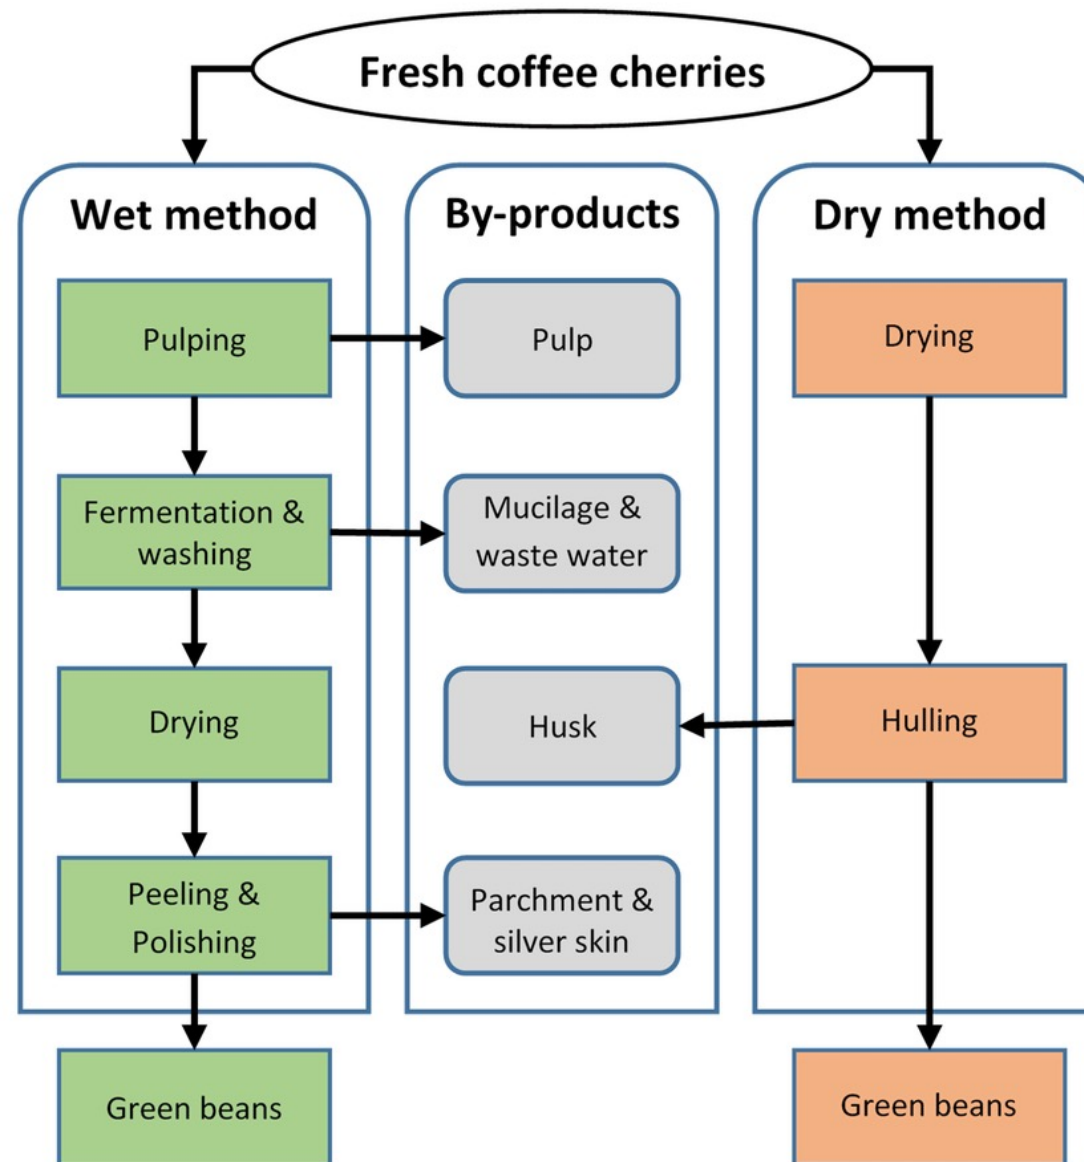 Fresh coffee cherries
Wet method
Pulping
Fermentation &
washing
Drying
Peeling &
Polishing
Green beans
By-products
Pulp
Mucilage &
waste water
Husk
Parchment &
silver skin
Dry method
Drying
Hulling
Green beans